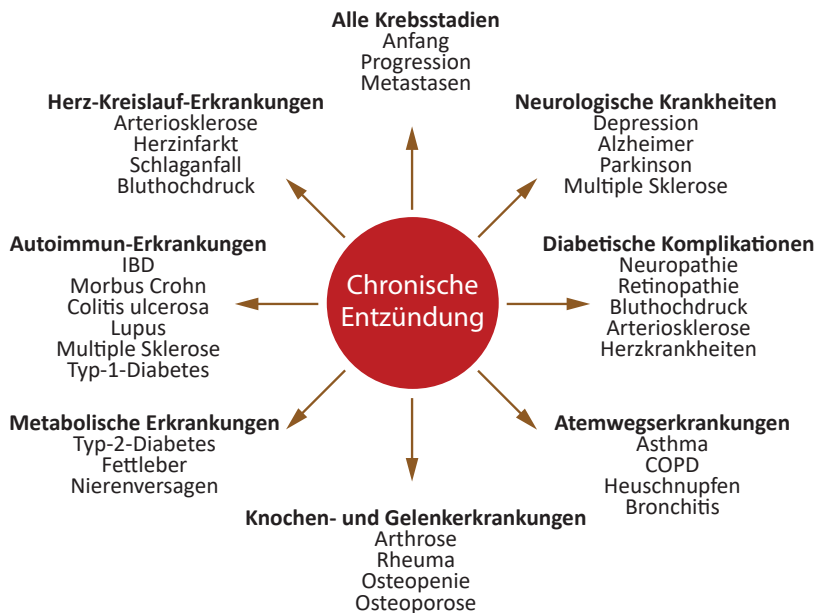 Alle Krebsstadien
Anfang
Progression
Metastasen
Herz-Kreislauf-Erkrankungen
Arteriosklerose
Herzinfarkt
Schlaganfall
Bluthochdruck
Neurologische Krankheiten
Depression
Alzheimer
Parkinson
Multiple Sklerose
Autoimmun-Erkrankungen
IBD
Morbus Crohn
Colitis ulcerosa
Lupus
Multiple Sklerose
Typ-1-Diabetes
Chronische
Entzündung
Diabetische Komplikationen
Neuropathie
Retinopathie
Bluthochdruck
Arteriosklerose
Herzkrankheiten
Metabolische Erkrankungen
Typ-2-Diabetes
Fettleber
Nierenversagen
Atemwegserkrankungen
Asthma
COPD
Heuschnupfen
Bronchitis
Knochen- und Gelenkerkrankungen
Arthrose
Rheuma
Osteopenie
Osteoporose